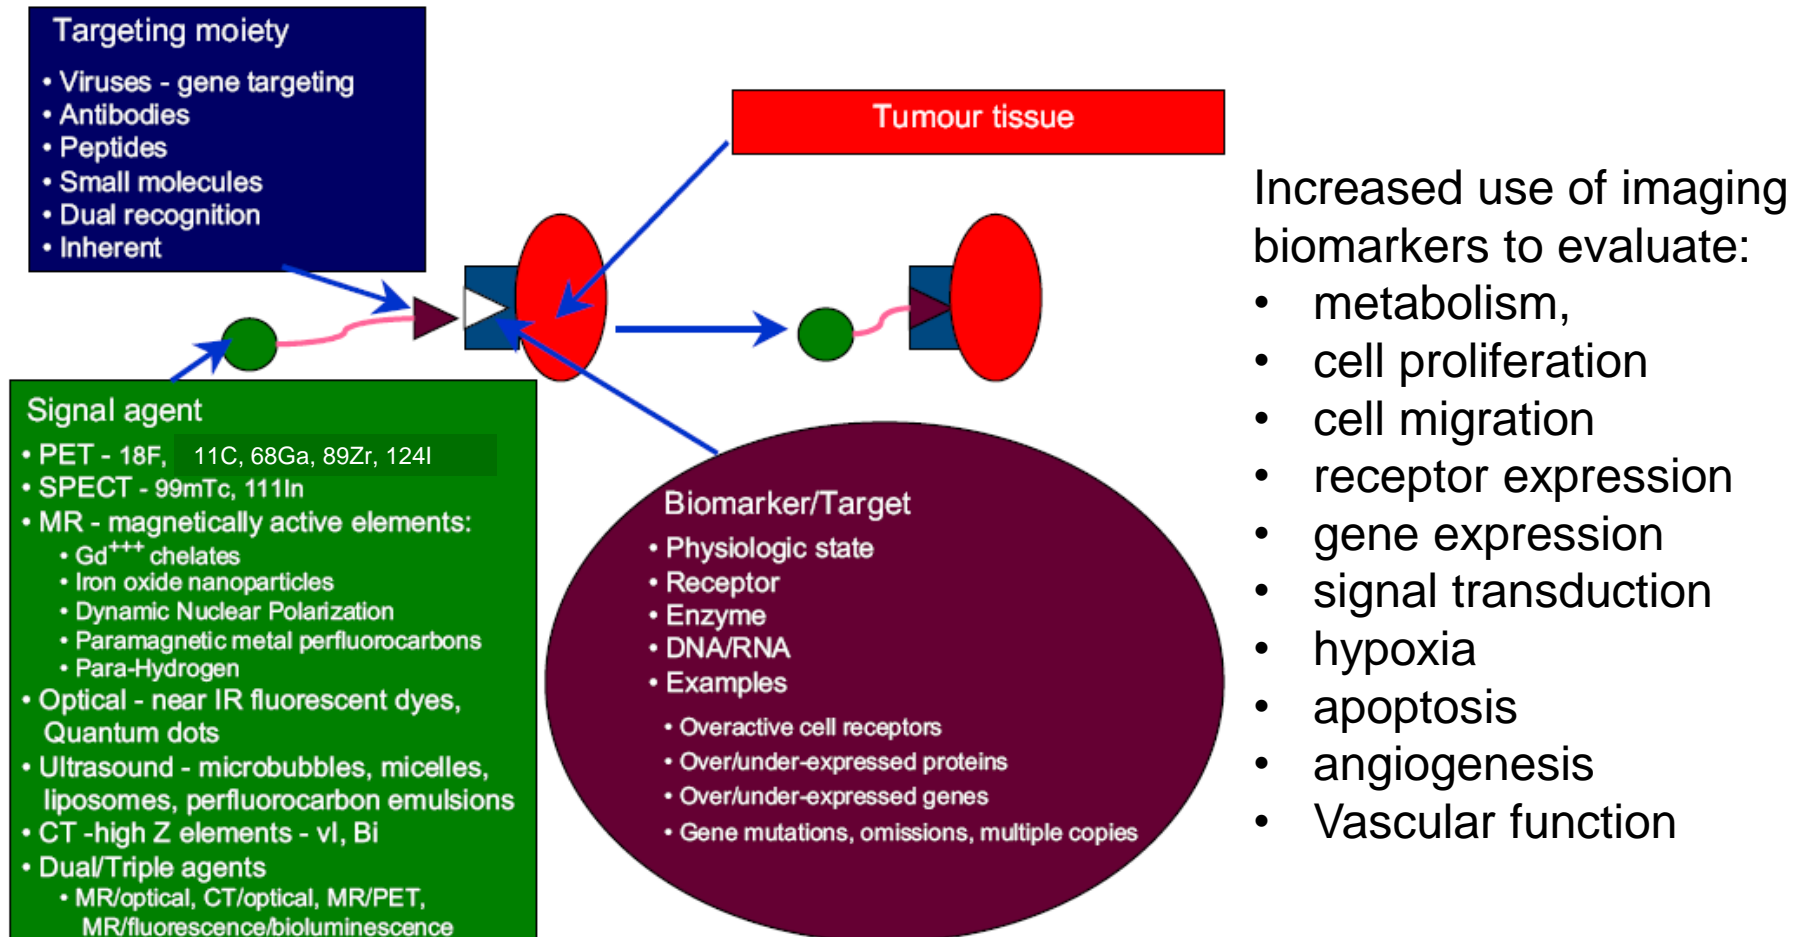 Targeting moiety
• Viruses - gene targeting
• Antibodies
• Peptides
• Small molecules
• Dual recognition
• Inherent
Tumour tissue
Signal agent
• PET - 18F, 11C, 68Ga, 89Zr, 124I
• SPECT - 99mTc, 111In
• MR - magnetically active elements:
• Gd+++ chelates
• Iron oxide nanoparticles
• Dynamic Nuclear Polarization
• Paramagnetic metal perfluorocarbons
• Para-Hydrogen
• Optical - near IR fluorescent dyes,
Quantum dots
• Ultrasound - microbubbles, micelles,
liposomes, perfluorocarbon emulsions
• CT -high Z elements - vI, Bi
• Dual/Triple agents
• MR/optical, CT/optical, MR/PET,
MR/fluorescence/bioluminescence
Biomarker/Target
• Physiologic state
• Receptor
• Enzyme
• DNA/RNA
• Examples
• Overactive cell receptors
• Over/under-expressed proteins
• Over/under-expressed genes
• Gene mutations, omissions, multiple copies
Increased use of imaging
biomarkers to evaluate:
• metabolism,
• cell proliferation
• cell migration
• receptor expression
• gene expression
• signal transduction
• hypoxia
• apoptosis
• angiogenesis
• Vascular function